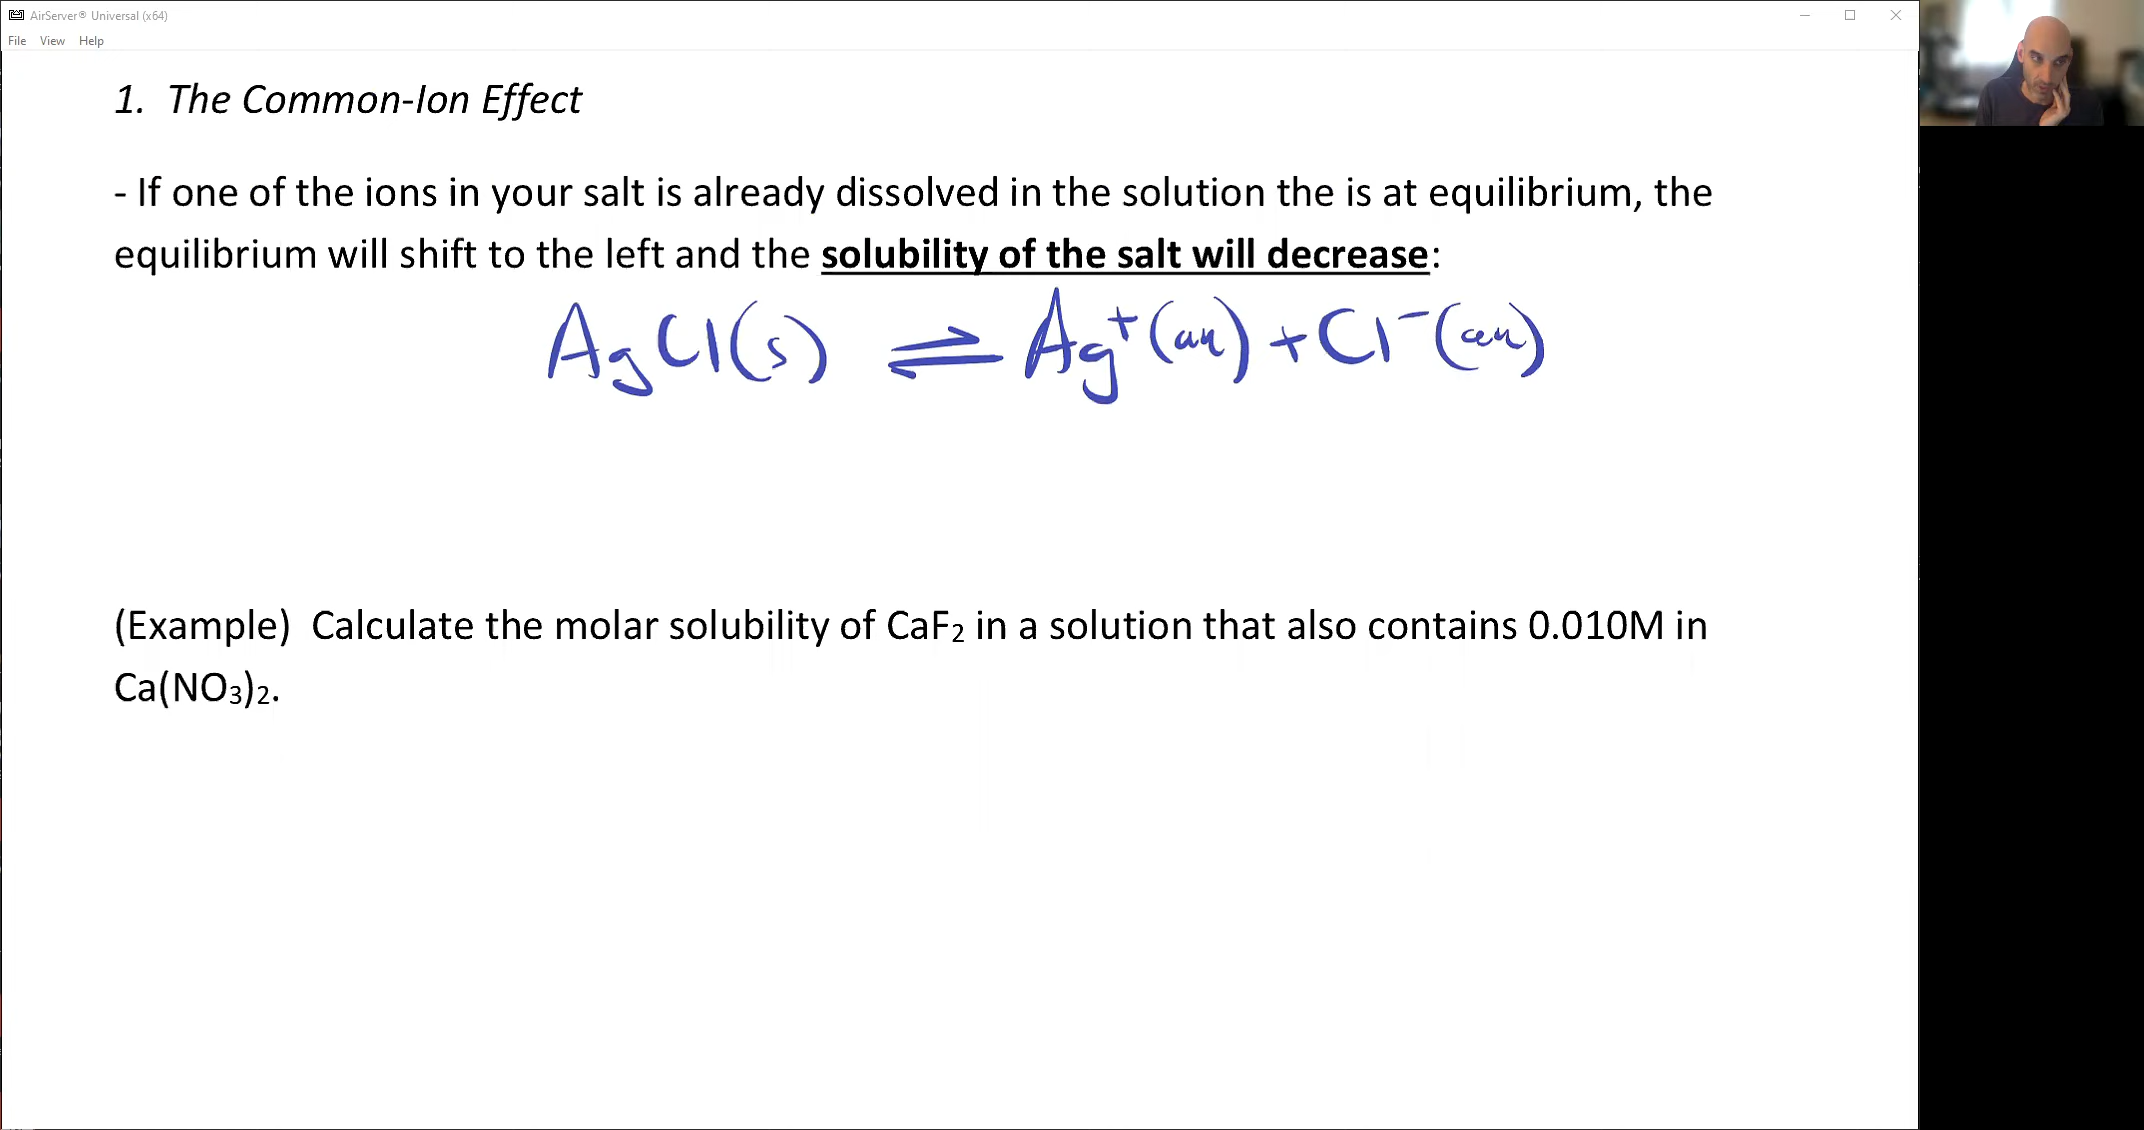 AirServer® Universal (x64)
File View Help
1. The Common-Ion Effect
- If one of the ions in your salt is already dissolved in the solution the is at equilibrium, the
equilibrium will shift to the left and the solubility of the salt will decrease:
AgCl(s) ⇌ Ag⁺(aq) + Cl⁻(aq)
(Example) Calculate the molar solubility of CaF₂ in a solution that also contains 0.010M in
Ca(NO₃)₂.